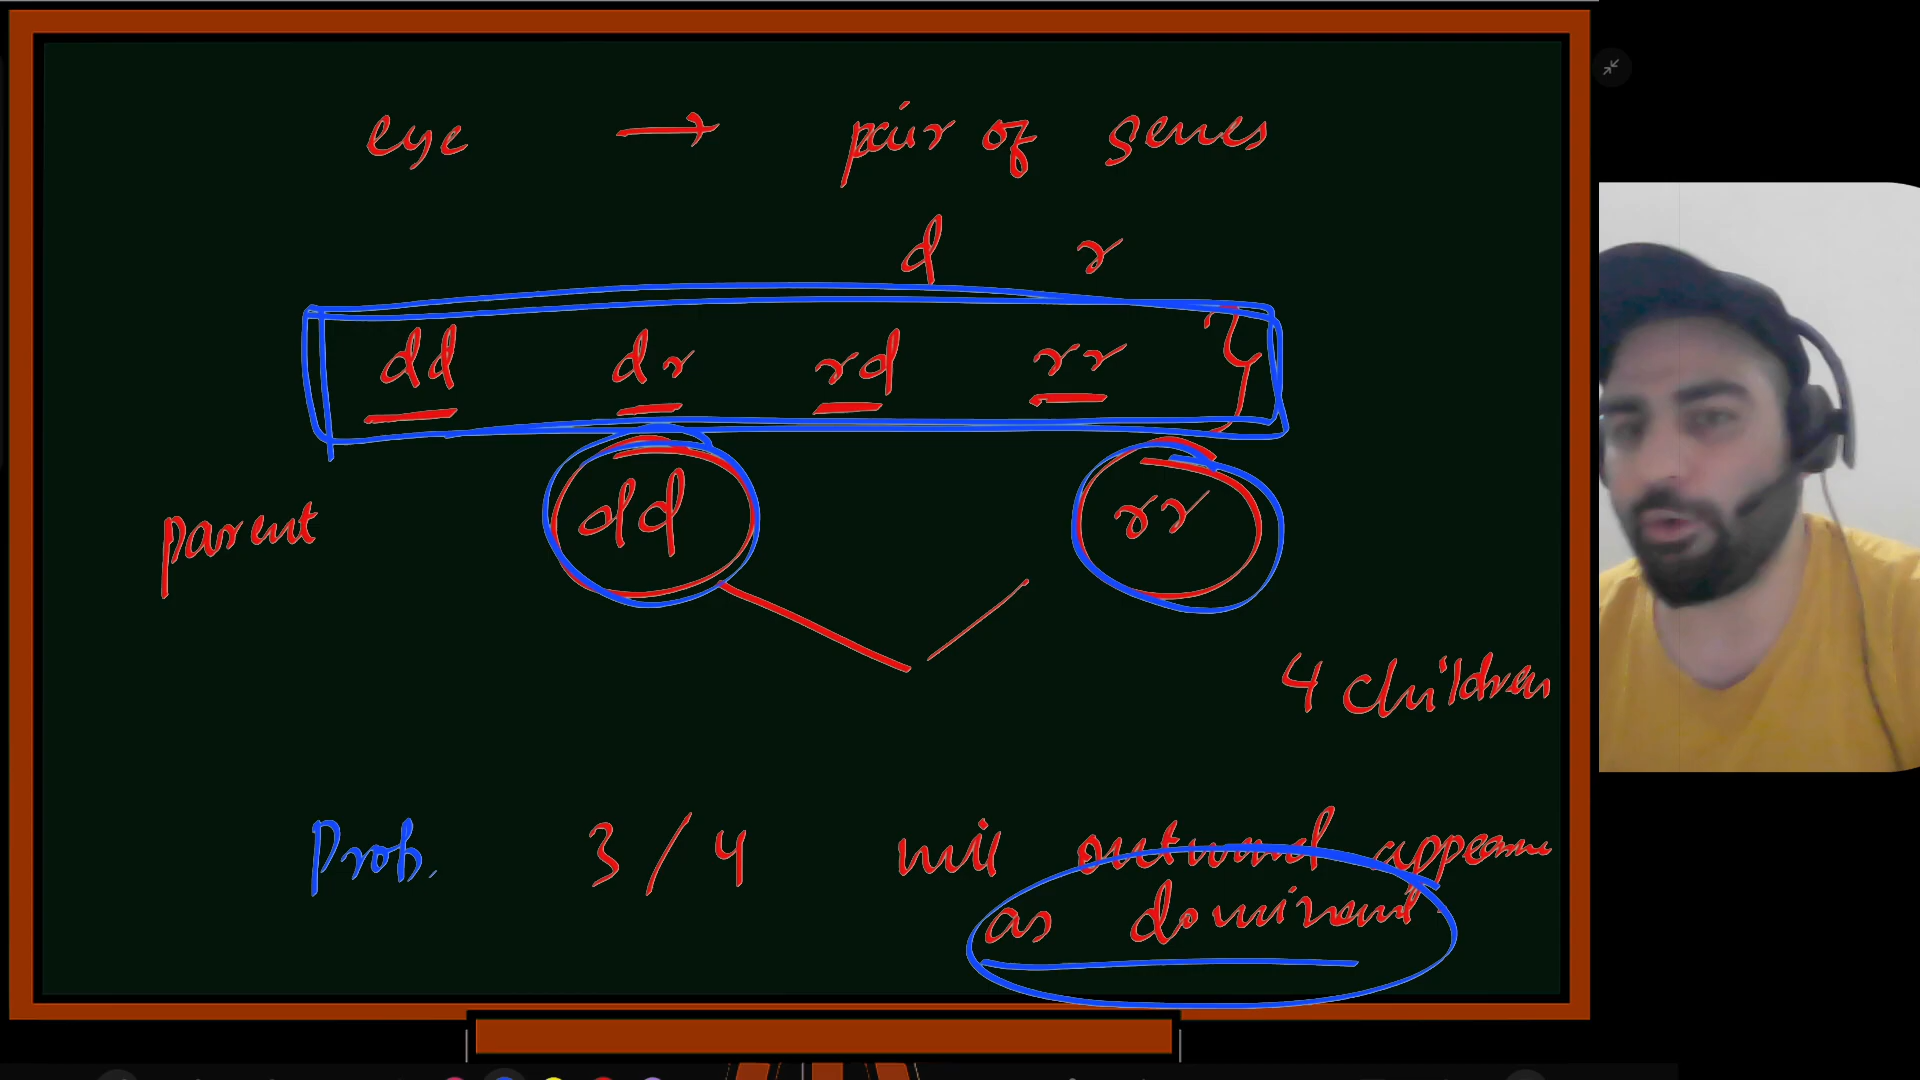 eye → pair of genes
d r
dd dr rd rr }
parent dd rr
4 children
Prob. 3/4 will outward appearance
as dominant